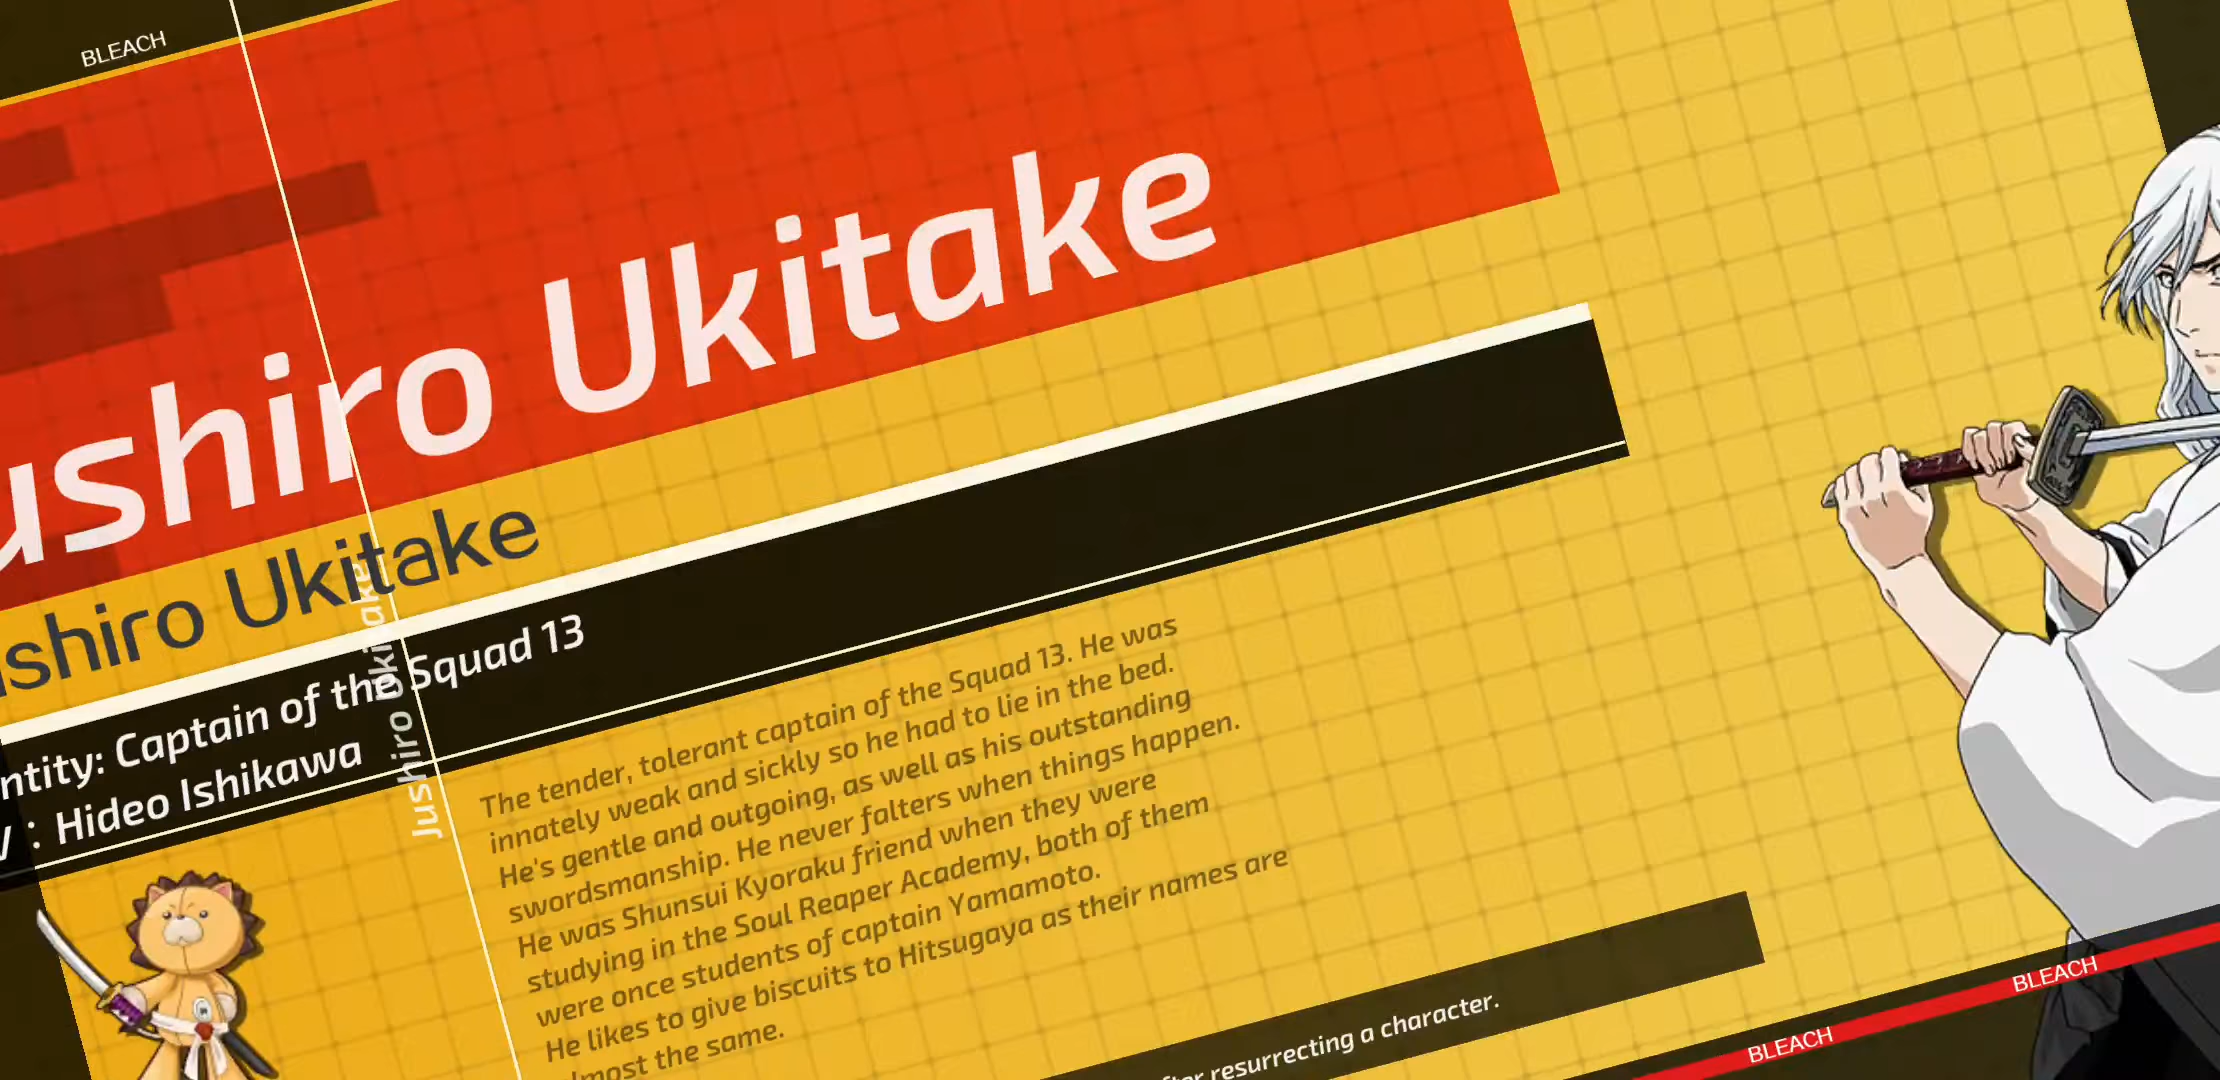 BLEACH
ushiro Ukitake
shiro Ukitake
Jushiro Ukitake
ntity: Captain of the Squad 13
: Hideo Ishikawa
The tender, tolerant captain of the Squad 13. He was
innately weak and sickly so he had to lie in the bed.
He's gentle and outgoing, as well as his outstanding
swordsmanship. He never falters when things happen.
He was Shunsui Kyoraku friend when they were
studying in the Soul Reaper Academy, both of them
were once students of captain Yamamoto.
He likes to give biscuits to Hitsugaya as their names are
lmost the same.
resurrecting a character.
BLEACH
BLEACH